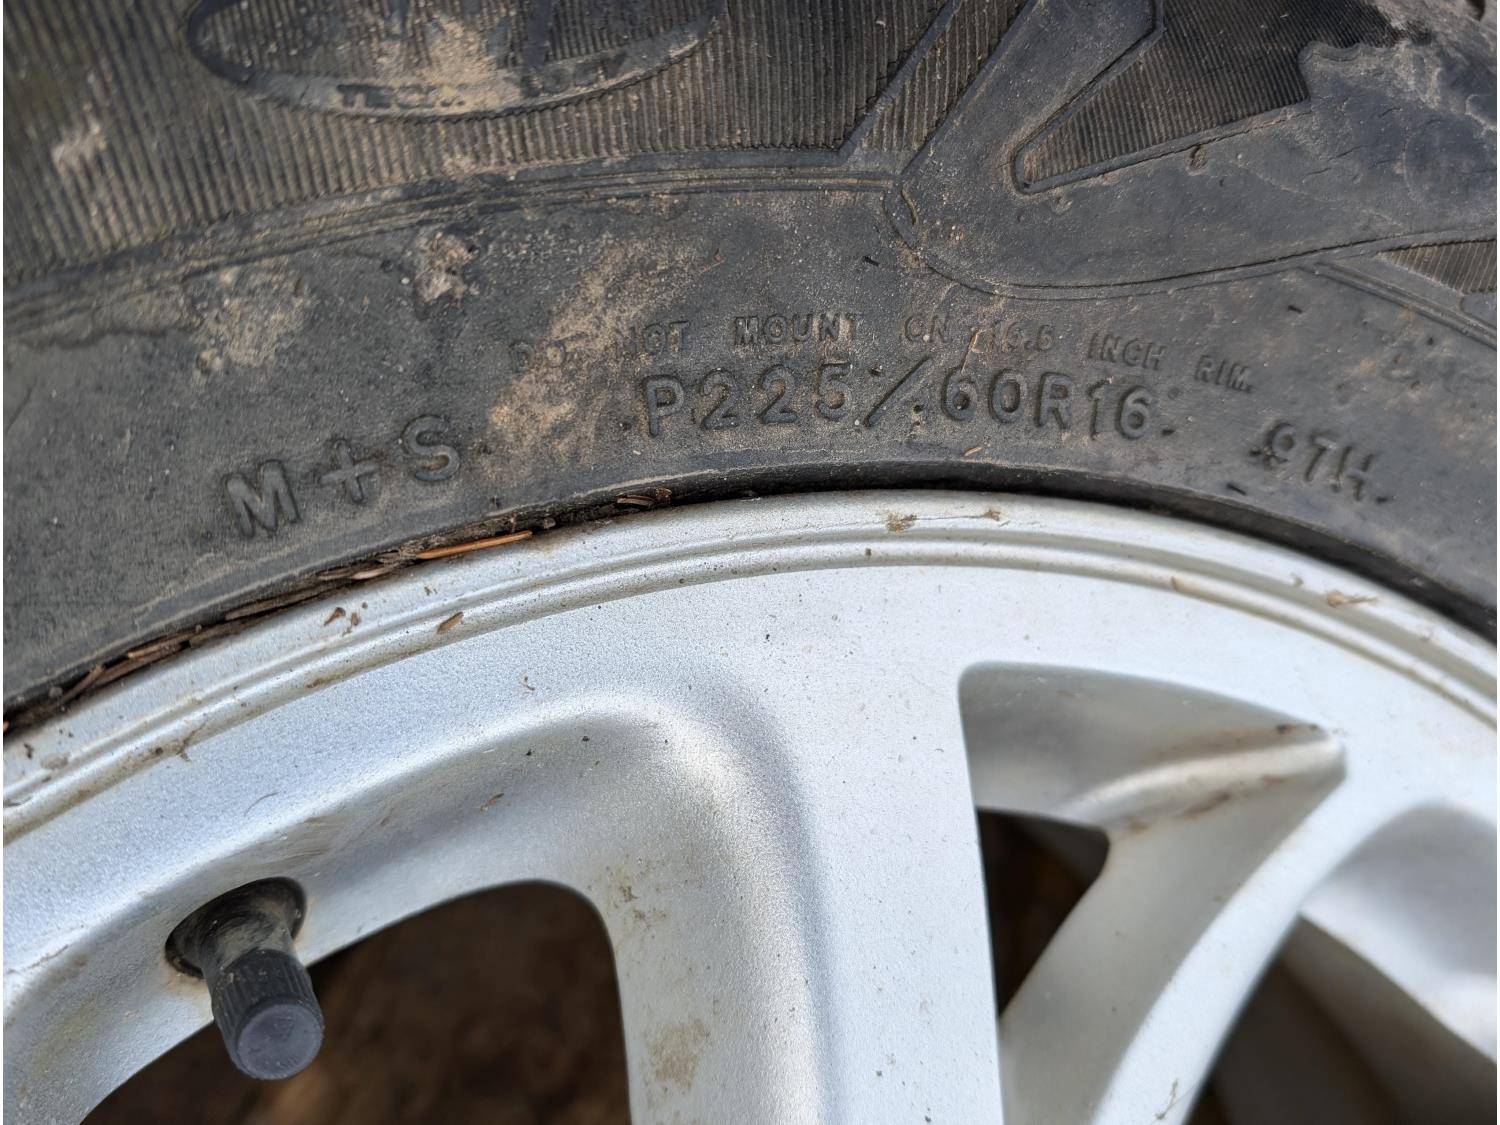 DO NOT MOUNT ON 16.5 INCH RIM.
M+S P225/60R16 97H